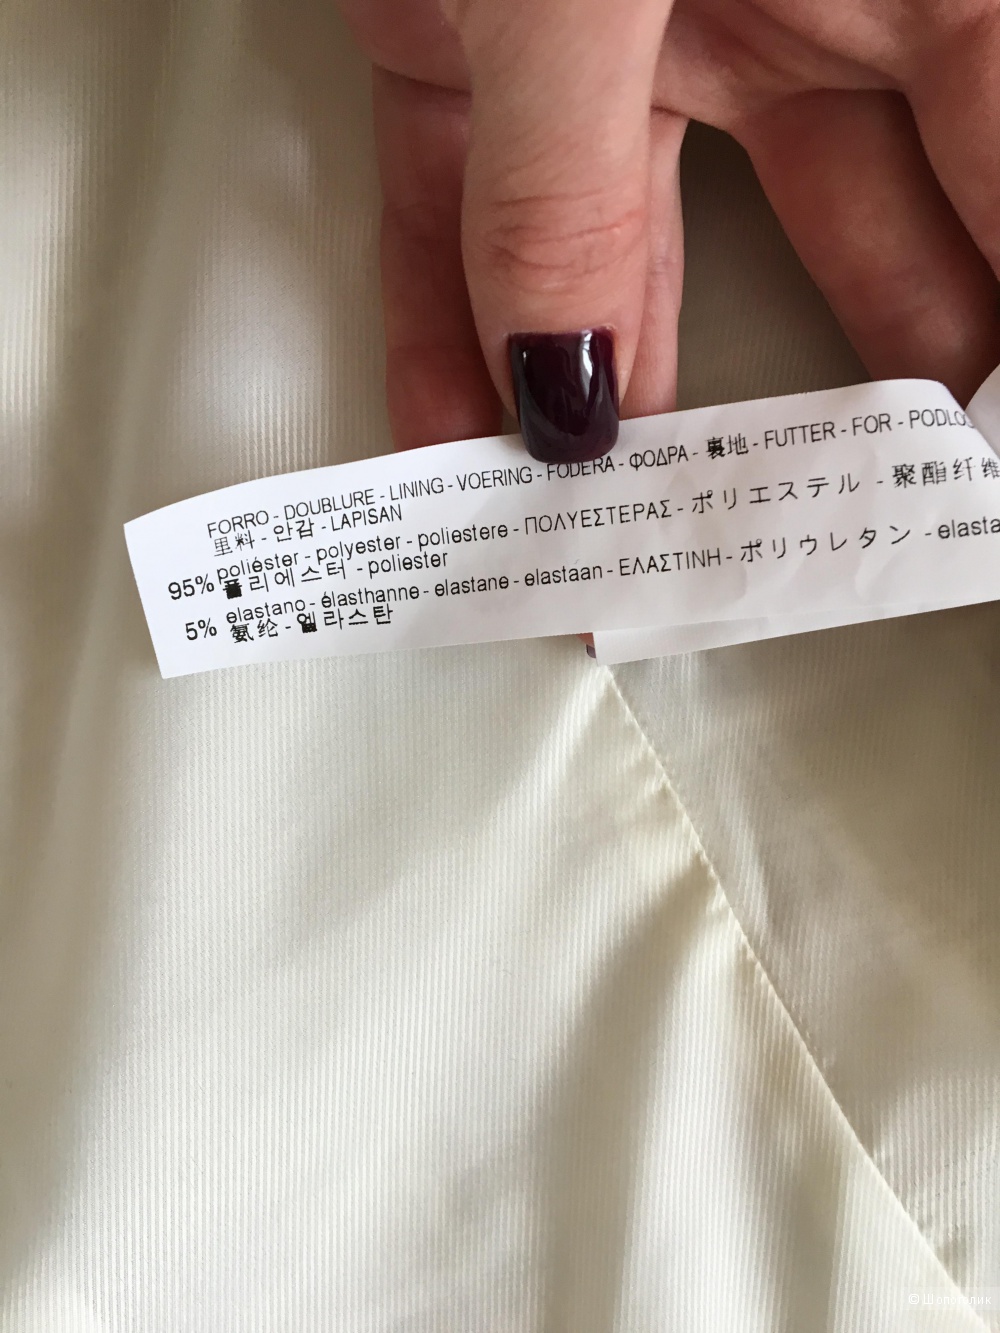 FORRO - DOUBLURE - LINING - VOERING - FODERA - ΦΟΔΡΑ - 裏地 - FUTTER - FOR -
里料 - 안감 - LAPISAN
95% poliéster - polyester - poliestere - ΠΟΛΥΕΣΤΕΡΑΣ - ポリエステル - 聚酯纤维
폴리에스터 - poliester
5% elastano - élasthanne - elastane - elastaan - ΕΛΑΣΤΙΝΗ - ポリウレタン -
氨纶 - 엘라스탄